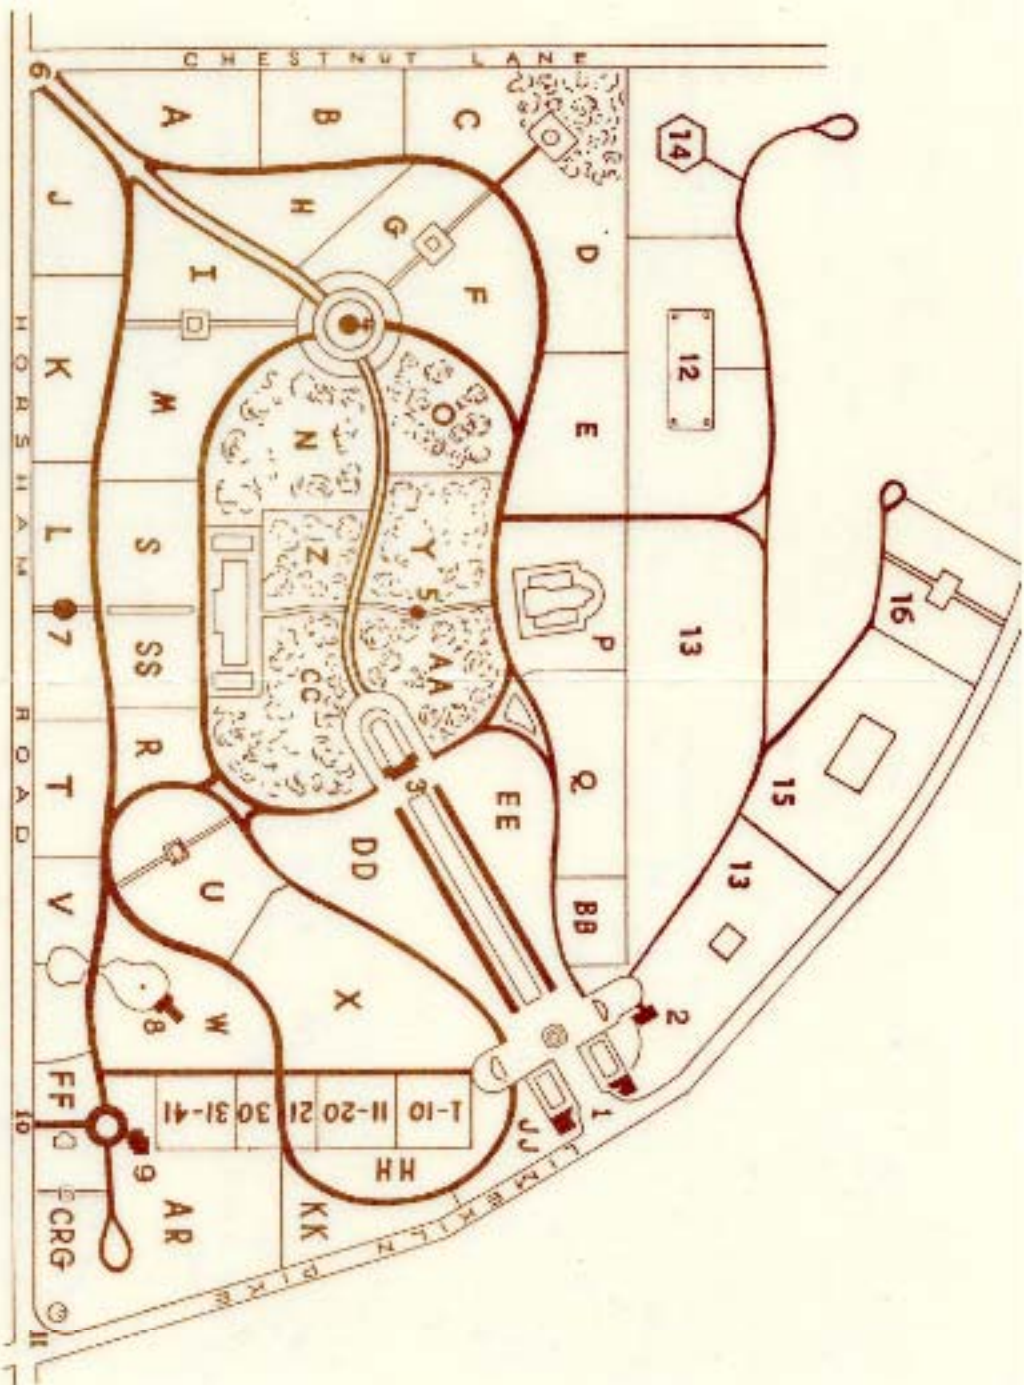 CHESTNUT LANE
6
A
B
C
14
J
H
G
D
I
F
4
12
K
M
O
E
N
HORSHAM ROAD
L
S
Z
Y
5
16
7
SS
P
13
CC
AA
T
R
Q
3
15
EE
DD
U
13
V
BB
X
W
8
2
FF
31-41
21-30
11-20
1-10
1
JJ
10
9
HH
LIMEKILN PIKE
AR
KK
CRG
11